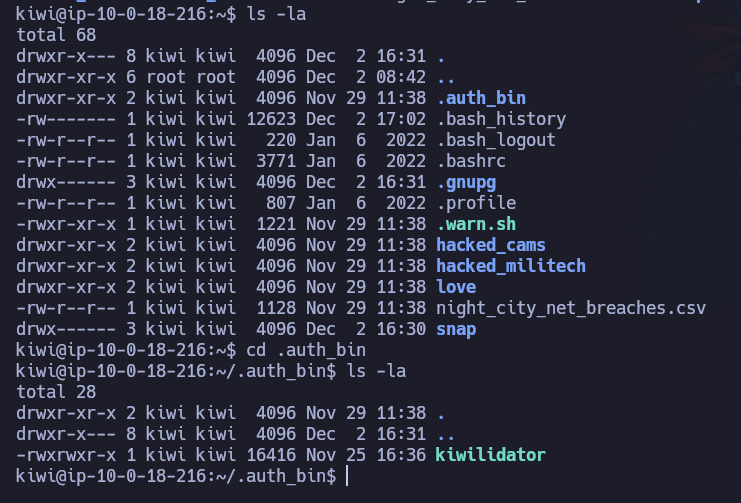 kiwi@ip-10-0-18-216:~$ ls -la
total 68
drwxr-x--- 8 kiwi kiwi  4096 Dec  2 16:31 .
drwxr-xr-x 6 root root  4096 Dec  2 08:42 ..
drwxr-xr-x 2 kiwi kiwi  4096 Nov 29 11:38 .auth_bin
-rw------- 1 kiwi kiwi 12623 Dec  2 17:02 .bash_history
-rw-r--r-- 1 kiwi kiwi   220 Jan  6  2022 .bash_logout
-rw-r--r-- 1 kiwi kiwi  3771 Jan  6  2022 .bashrc
drwx------ 3 kiwi kiwi  4096 Dec  2 16:31 .gnupg
-rw-r--r-- 1 kiwi kiwi   807 Jan  6  2022 .profile
-rwxr-xr-x 1 kiwi kiwi  1221 Nov 29 11:38 .warn.sh
drwxr-xr-x 2 kiwi kiwi  4096 Nov 29 11:38 hacked_cams
drwxr-xr-x 2 kiwi kiwi  4096 Nov 29 11:38 hacked_militech
drwxr-xr-x 2 kiwi kiwi  4096 Nov 29 11:38 love
-rw-r--r-- 1 kiwi kiwi  1128 Nov 29 11:38 night_city_net_breaches.csv
drwx------ 3 kiwi kiwi  4096 Dec  2 16:30 snap
kiwi@ip-10-0-18-216:~$ cd .auth_bin
kiwi@ip-10-0-18-216:~/.auth_bin$ ls -la
total 28
drwxr-xr-x 2 kiwi kiwi  4096 Nov 29 11:38 .
drwxr-x--- 8 kiwi kiwi  4096 Dec  2 16:31 ..
-rwxrwxr-x 1 kiwi kiwi 16416 Nov 25 16:36 kiwilidator
kiwi@ip-10-0-18-216:~/.auth_bin$